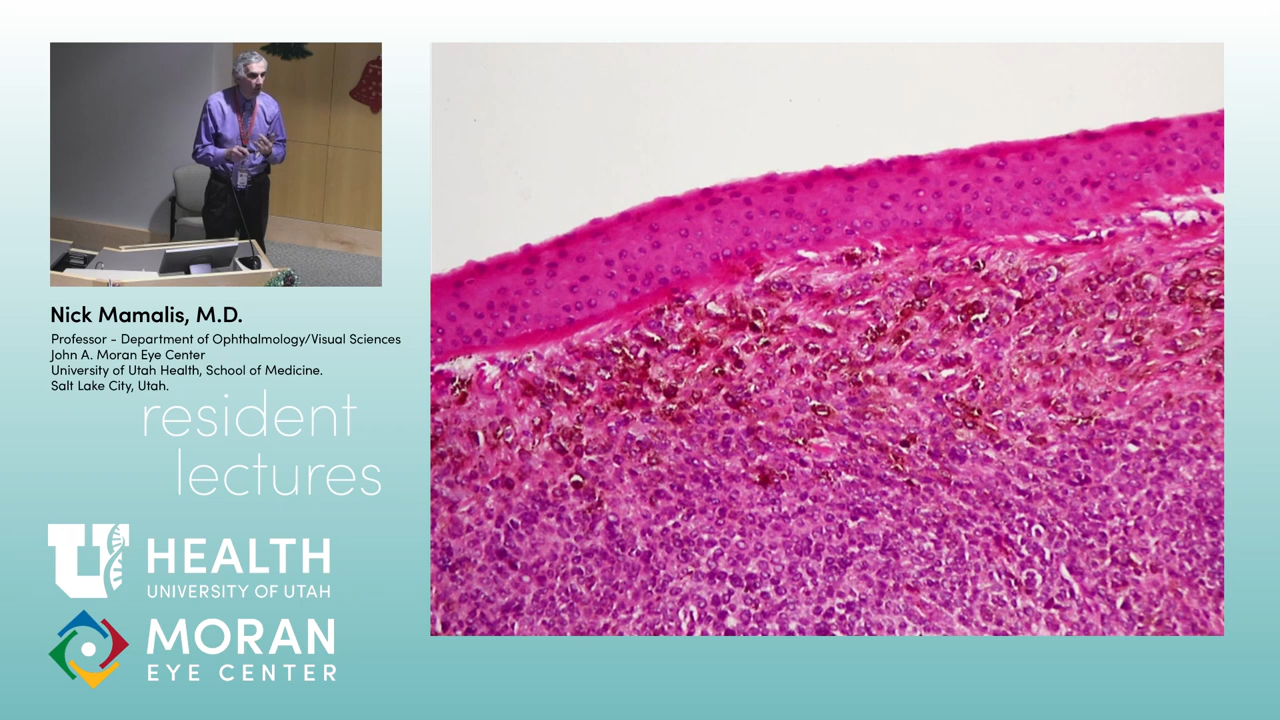 Nick Mamalis, M.D.
Professor - Department of Ophthalmology/Visual Sciences
John A. Moran Eye Center
University of Utah Health, School of Medicine.
Salt Lake City, Utah.
resident
lectures
U HEALTH
UNIVERSITY OF UTAH
MORAN
EYE CENTER